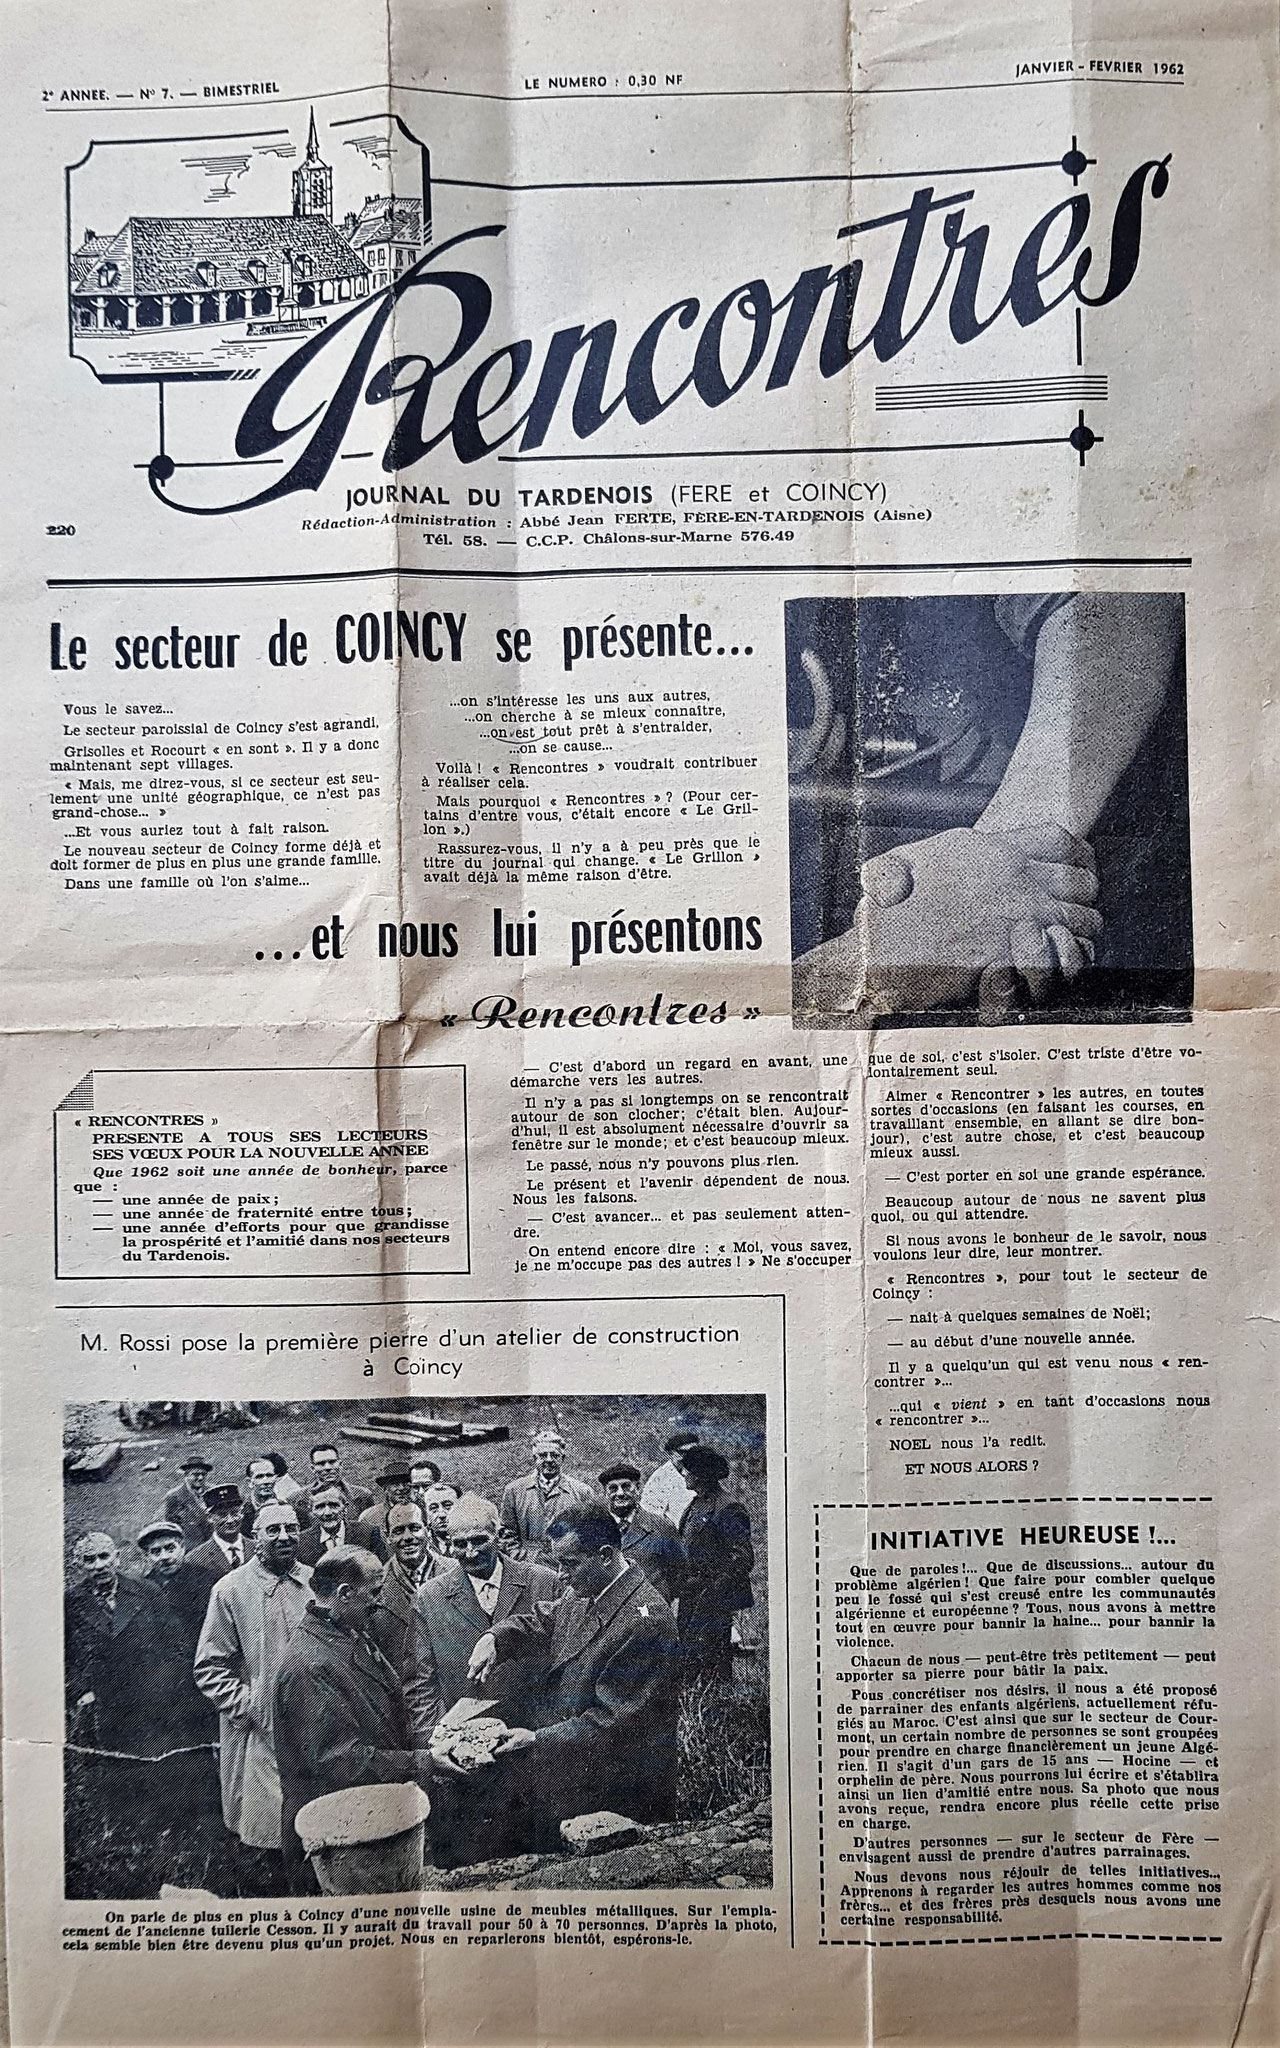 2e ANNEE. — No 7. — BIMESTRIEL
LE NUMERO : 0,30 NF
JANVIER - FEVRIER 1962
Rencontres
JOURNAL DU TARDENOIS (FERE et COINCY)
Rédaction-Administration : Abbé Jean FERTE, FÈRE-EN-TARDENOIS (Aisne)
220
Tél. 58. — C.C.P. Châlons-sur-Marne 576.49
Le secteur de COINCY se présente...
Vous le savez...
Le secteur paroissial de Coincy s'est agrandi.
Grisolles et Rocourt « en sont ». Il y a donc
maintenant sept villages.
« Mais, me direz-vous, si ce secteur est seu-
lement une unité géographique, ce n'est pas
grand-chose... »
...Et vous auriez tout à fait raison.
Le nouveau secteur de Coincy forme déjà et
doit former de plus en plus une grande famille.
Dans une famille où l'on s'aime...
...on s'intéresse les uns aux autres,
...on cherche à se mieux connaître,
...on est tout prêt à s'entraider,
...on se cause...
Voilà ! « Rencontres » voudrait contribuer
à réaliser cela.
Mais pourquoi « Rencontres » ? (Pour cer-
tains d'entre vous, c'était encore « Le Gril-
lon ».)
Rassurez-vous, il n'y a à peu près que le
titre du journal qui change. « Le Grillon »
avait déjà la même raison d'être.
...et nous lui présentons
« Rencontres »
« RENCONTRES »
PRESENTE A TOUS SES LECTEURS
SES VŒUX POUR LA NOUVELLE ANNEE
Que 1962 soit une année de bonheur, parce
que :
— une année de paix ;
— une année de fraternité entre tous ;
— une année d'efforts pour que grandisse
la prospérité et l'amitié dans nos secteurs
du Tardenois.
— C'est d'abord un regard en avant, une
démarche vers les autres.
Il n'y a pas si longtemps on se rencontrait
autour de son clocher; c'était bien. Aujour-
d'hui, il est absolument nécessaire d'ouvrir sa
fenêtre sur le monde; et c'est beaucoup mieux.
Le passé, nous n'y pouvons plus rien.
Le présent et l'avenir dépendent de nous.
Nous les faisons.
— C'est avancer... et pas seulement atten-
dre.
On entend encore dire : « Moi, vous savez,
je ne m'occupe pas des autres ! » Ne s'occuper
que de soi, c'est s'isoler. C'est triste d'être vo-
lontairement seul.
Aimer « Rencontrer » les autres, en toutes
sortes d'occasions (en faisant les courses, en
travaillant ensemble, en allant se dire bon-
jour), c'est autre chose, et c'est beaucoup
mieux aussi.
— C'est porter en soi une grande espérance.
Beaucoup autour de nous ne savent plus
quoi, ou qui attendre.
Si nous avons le bonheur de le savoir, nous
voulons leur dire, leur montrer.
« Rencontres », pour tout le secteur de
Coincy :
— naît à quelques semaines de Noël;
— au début d'une nouvelle année.
Il y a quelqu'un qui est venu nous « ren-
contrer »...
...qui « vient » en tant d'occasions nous
« rencontrer »...
NOEL nous l'a redit.
ET NOUS ALORS ?
M. Rossi pose la première pierre d'un atelier de construction
à Coincy
On parle de plus en plus à Coincy d'une nouvelle usine de meubles métalliques. Sur l'empla-
cement de l'ancienne tuilerie Cesson. Il y aurait du travail pour 50 à 70 personnes. D'après la photo,
cela semble bien être devenu plus qu'un projet. Nous en reparlerons bientôt, espérons-le.
INITIATIVE HEUREUSE !...
Que de paroles !... Que de discussions... autour du
problème algérien ! Que faire pour combler quelque
peu le fossé qui s'est creusé entre les communautés
algérienne et européenne ? Tous, nous avons à mettre
tout en œuvre pour bannir la haine... pour bannir la
violence.
Chacun de nous — peut-être très petitement — peut
apporter sa pierre pour bâtir la paix.
Pous concrétiser nos désirs, il nous a été proposé
de parrainer des enfants algériens, actuellement réfu-
giés au Maroc. C'est ainsi que sur le secteur de Cour-
mont, un certain nombre de personnes se sont groupées
pour prendre en charge financièrement un jeune Algé-
rien. Il s'agit d'un gars de 15 ans — Hocine — et
orphelin de père. Nous pourrons lui écrire et s'établira
ainsi un lien d'amitié entre nous. Sa photo que nous
avons reçue, rendra encore plus réelle cette prise
en charge.
D'autres personnes — sur le secteur de Fère —
envisagent aussi de prendre d'autres parrainages.
Nous devons nous réjouir de telles initiatives...
Apprenons à regarder les autres hommes comme nos
frères... et des frères près desquels nous avons une
certaine responsabilité.